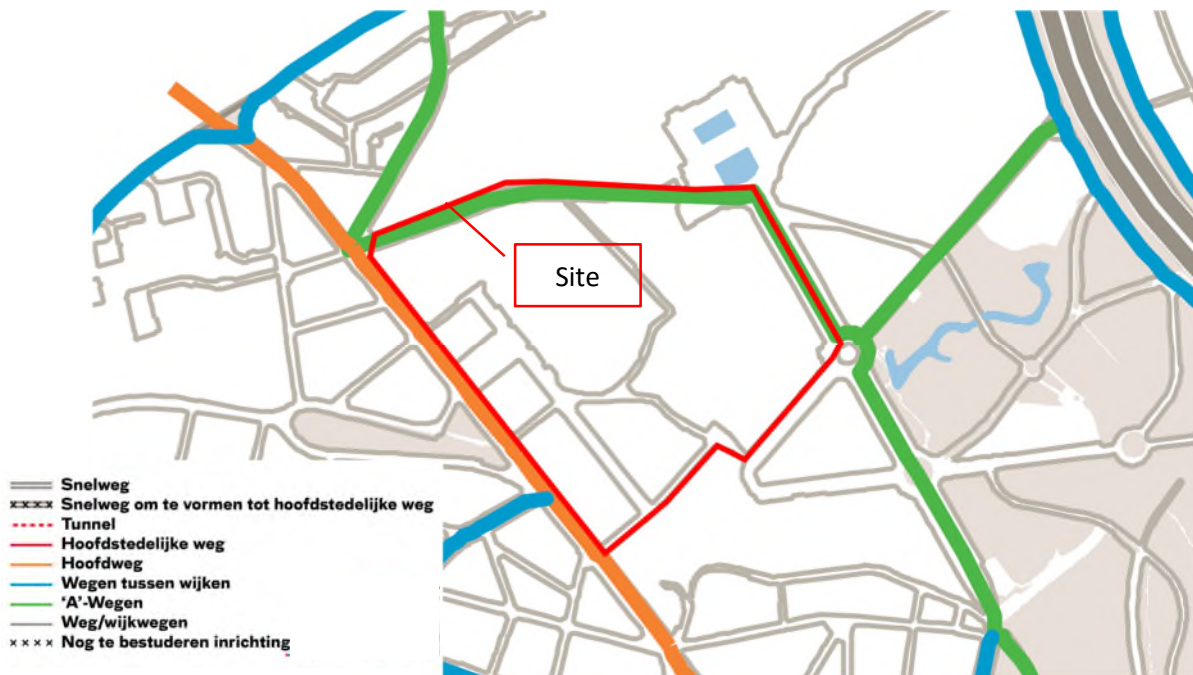 Site
Snelweg
Snelweg om te vormen tot hoofdstedelijke weg
Tunnel
Hoofdstedelijke weg
Hoofdweg
Wegen tussen wijken
‘A’-Wegen
Weg/wijkwegen
Nog te bestuderen inrichting